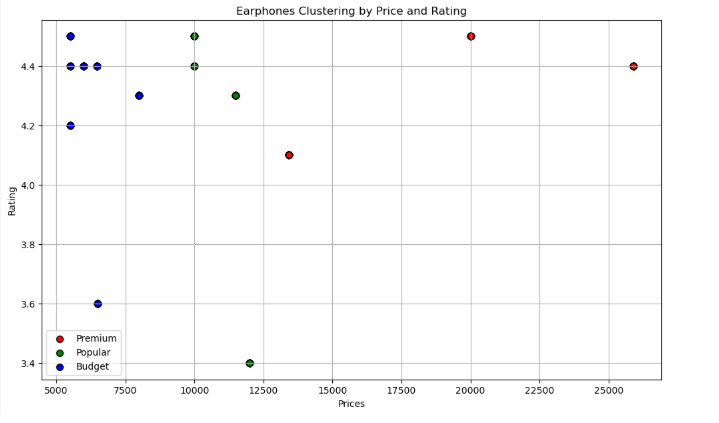 Earphones Clustering by Price and Rating
Rating
4.4
4.2
4.0
3.8
3.6
3.4
Premium
Popular
Budget
5000 7500 10000 12500 15000 17500 20000 22500 25000
Prices